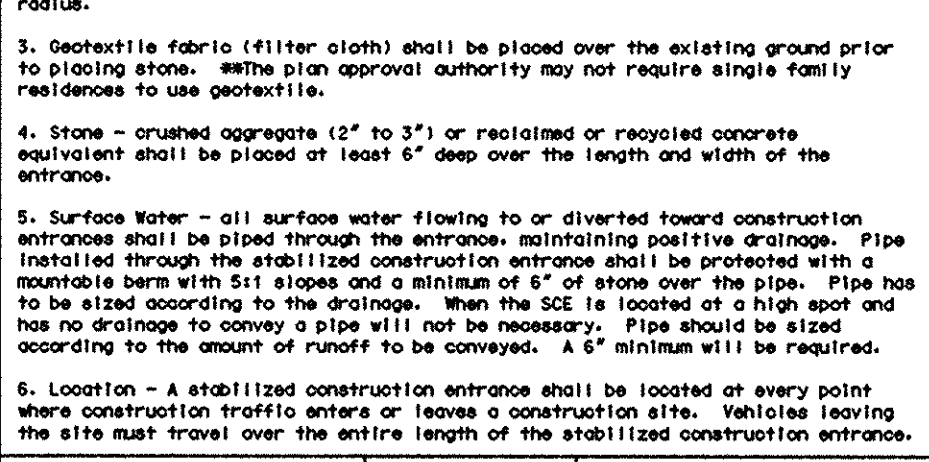 radius.
3. Geotextile fabric (filter cloth) shall be placed over the existing ground prior
to placing stone. **The plan approval authority may not require single family
residences to use geotextile.
4. Stone - crushed aggregate (2" to 3") or reclaimed or recycled concrete
equivalent shall be placed at least 6" deep over the length and width of the
entrance.
5. Surface Water - all surface water flowing to or diverted toward construction
entrances shall be piped through the entrance, maintaining positive drainage. Pipe
installed through the stabilized construction entrance shall be protected with a
mountable berm with 5:1 slopes and a minimum of 6" of stone over the pipe. Pipe has
to be sized according to the drainage. When the SCE is located at a high spot and
has no drainage to convey a pipe will not be necessary. Pipe should be sized
according to the amount of runoff to be conveyed. A 6" minimum will be required.
6. Location - A stabilized construction entrance shall be located at every point
where construction traffic enters or leaves a construction site. Vehicles leaving
the site must travel over the entire length of the stabilized construction entrance.